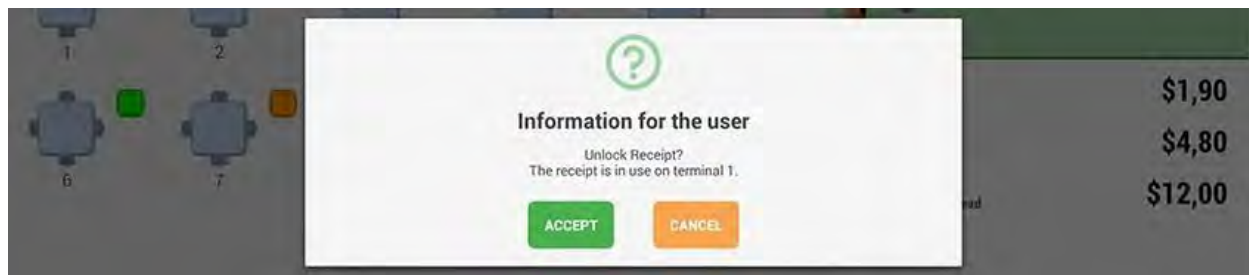 1
2
6
7
Information for the user
Unlock Receipt?
The receipt is in use on terminal 1.
ACCEPT
CANCEL
$1,90
$4,80
$12,00